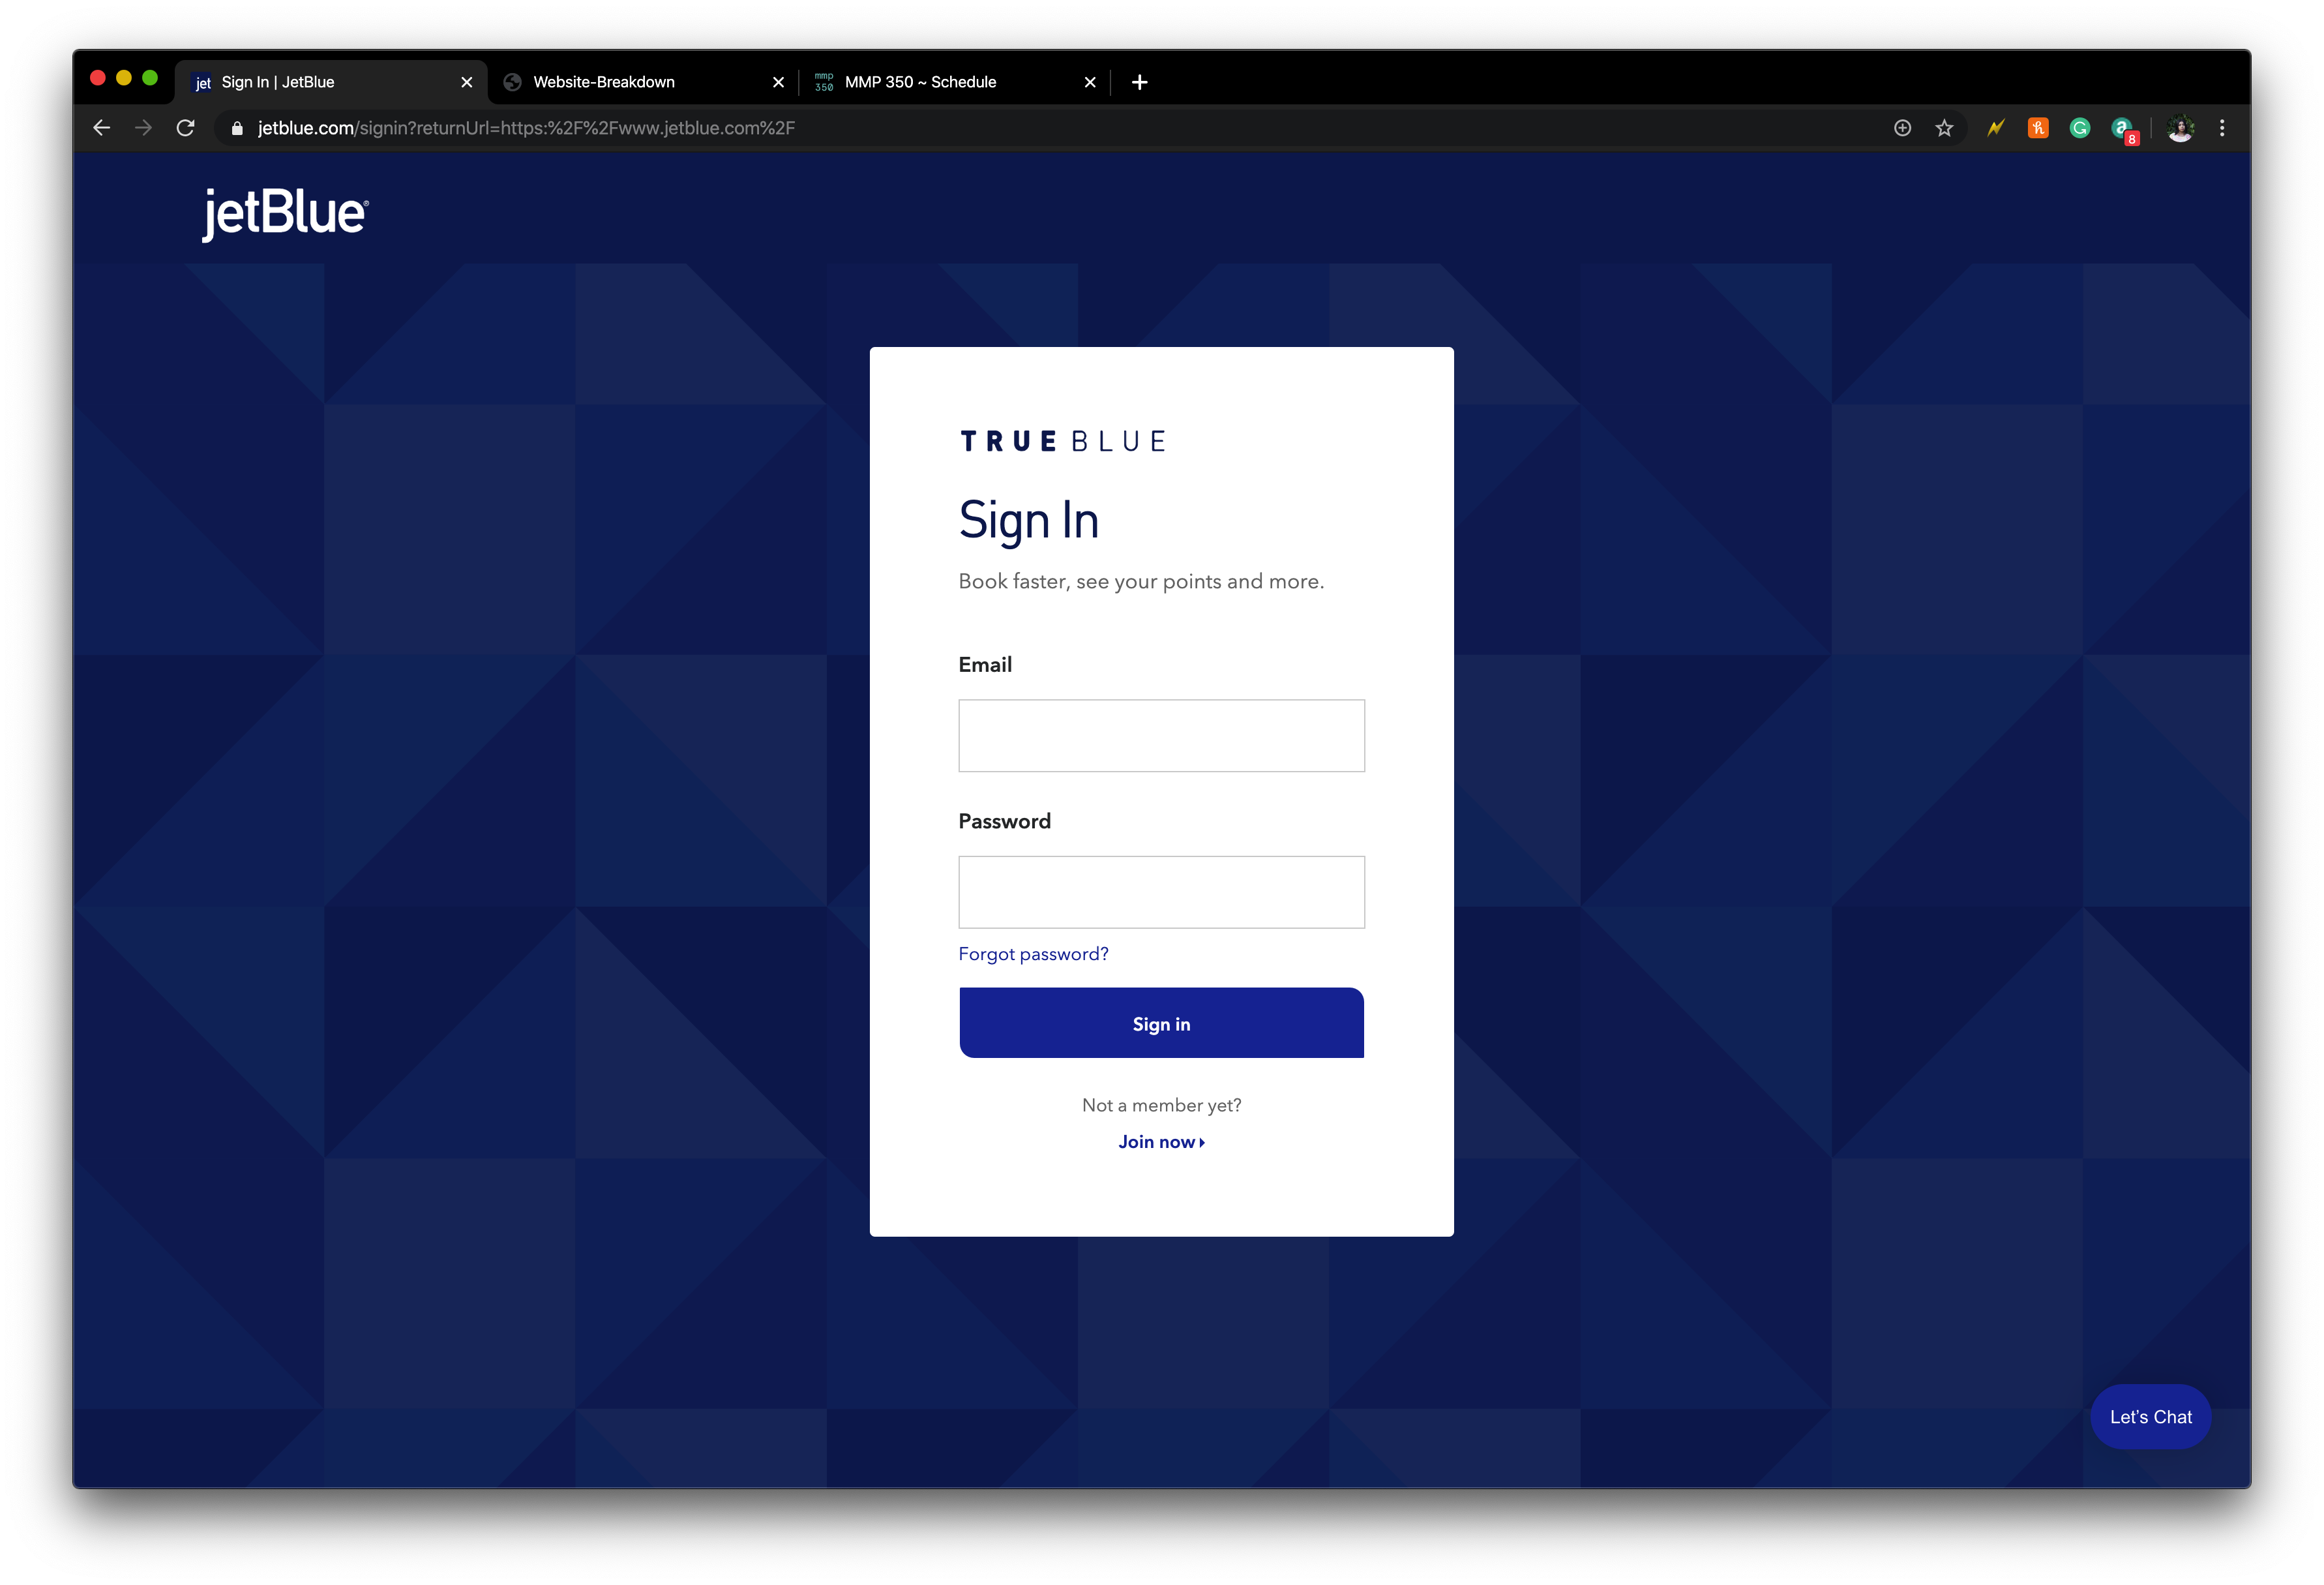 jet Sign In | JetBlue
Website-Breakdown
mmp 350 MMP 350 ~ Schedule
jetblue.com/signin?returnUrl=https:%2F%2Fwww.jetblue.com%2F
8
jetBlue®
TRUEBLUE
Sign In
Book faster, see your points and more.
Email
Password
Forgot password?
Sign in
Not a member yet?
Join now
Let's Chat